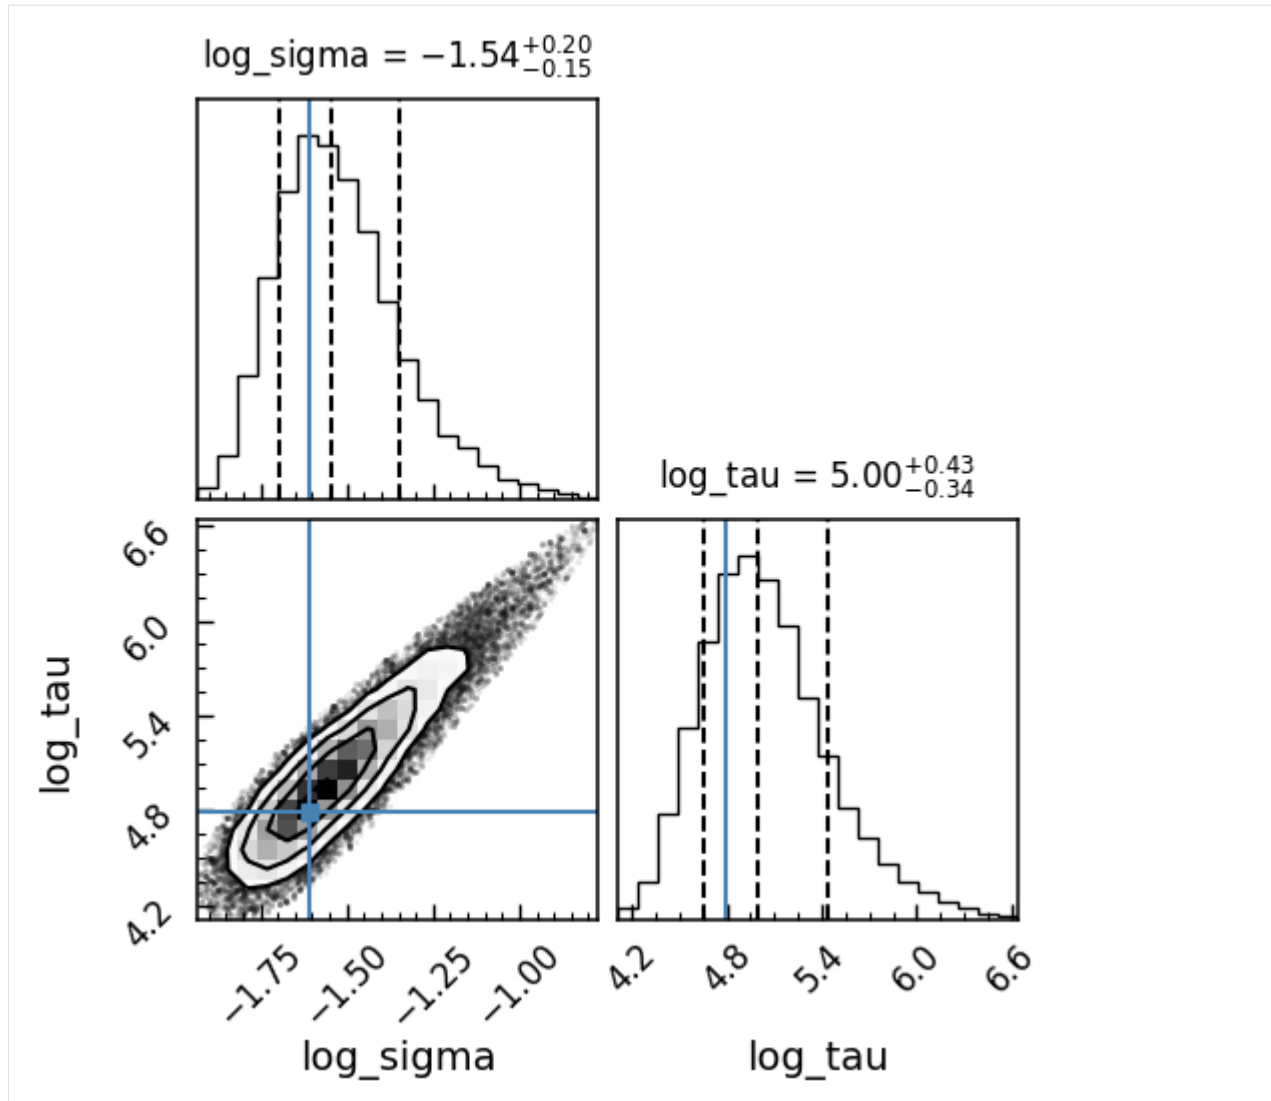 log_sigma = −1.54+0.20−0.15
log_tau = 5.00+0.43−0.34
log_tau
6.6
6.0
5.4
4.8
4.2
−1.75 −1.50 −1.25 −1.00
4.2 4.8 5.4 6.0 6.6
log_sigma
log_tau